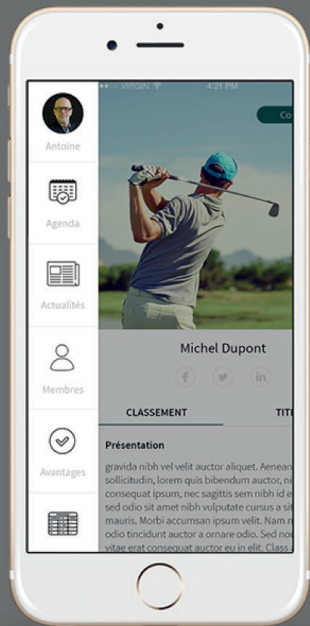 VIRGIN
4:21 PM
Co
Antoine
Agenda
Actualités
Membres
Avantages
Michel Dupont
CLASSEMENT
TIT
Présentation
gravida nibh vel velit auctor aliquet. Aenean
sollicitudin, lorem quis bibendum auctor, ni
consequat ipsum, nec sagittis sem nibh id e
sed odio sit amet nibh vulputate cursus a sit
mauris. Morbi accumsan ipsum velit. Nam n
odio tincidunt auctor a ornare odio. Sed non
vitae erat consequat auctor eu in elit. Class